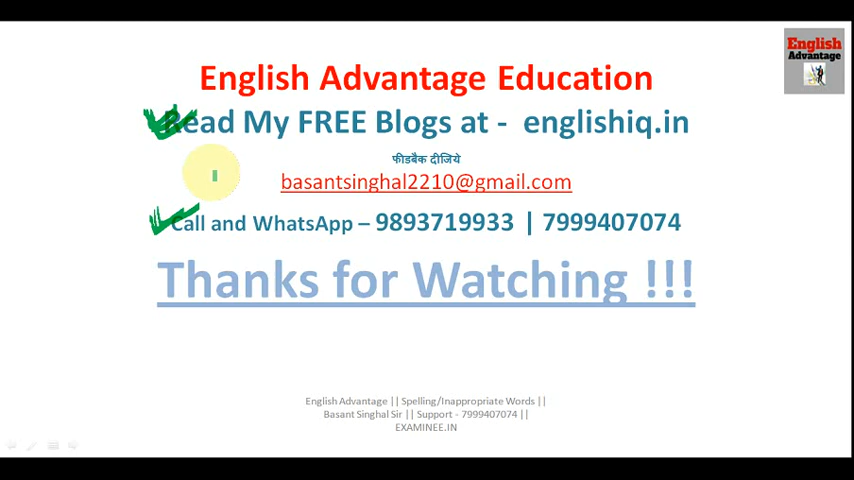 English
Advantage
English Advantage Education
Read My FREE Blogs at - englishiq.in
फीडबैक दीजिये
basantsinghal2210@gmail.com
Call and WhatsApp – 9893719933 | 7999407074
Thanks for Watching !!!
English Advantage || Spelling/Inappropriate Words ||
Basant Singhal Sir || Support - 7999407074 ||
EXAMINEE.IN